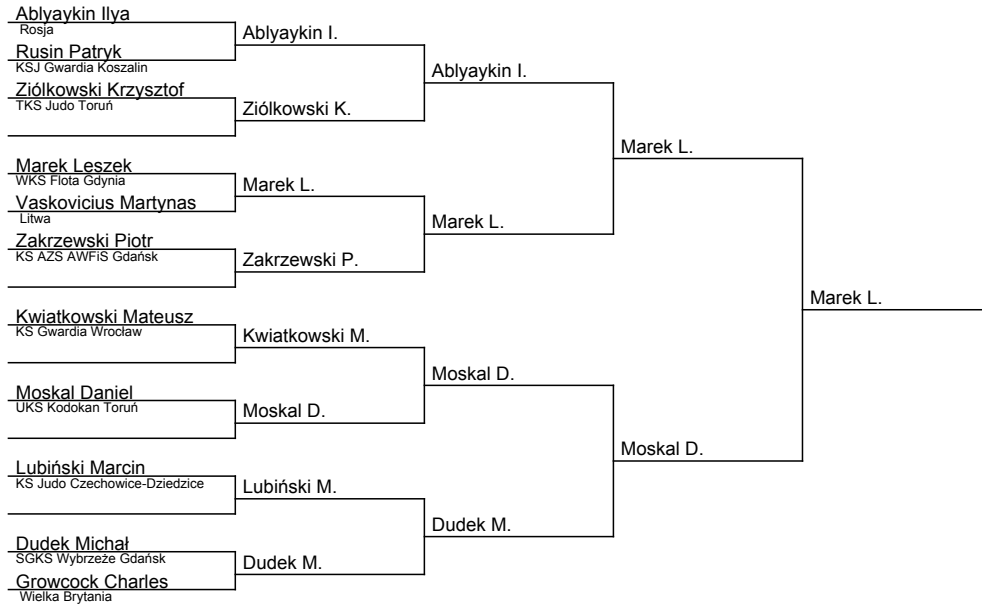 Ablyaykin Ilya
Rosja
Rusin Patryk
KSJ Gwardia Koszalin
Ziólkowski Krzysztof
TKS Judo Toruń
Marek Leszek
WKS Flota Gdynia
Vaskovicius Martynas
Litwa
Zakrzewski Piotr
KS AZS AWFiS Gdańsk
Kwiatkowski Mateusz
KS Gwardia Wrocław
Moskal Daniel
UKS Kodokan Toruń
Lubiński Marcin
KS Judo Czechowice-Dziedzice
Dudek Michał
SGKS Wybrzeże Gdańsk
Growcock Charles
Wielka Brytania
Ablyaykin I.
Ziólkowski K.
Marek L.
Zakrzewski P.
Kwiatkowski M.
Moskal D.
Lubiński M.
Dudek M.
Ablyaykin I.
Marek L.
Moskal D.
Dudek M.
Marek L.
Moskal D.
Marek L.